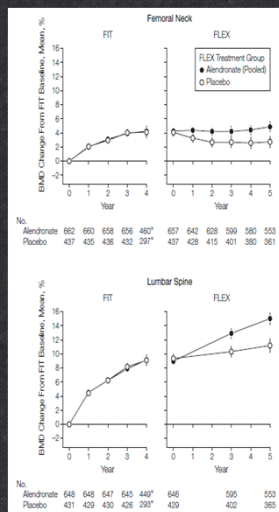 Femoral Neck
FIT
FLEX
BMD Change From FIT Baseline, Mean, %
16
14
12
10
8
6
4
2
0
−2
FLEX Treatment Group
Alendronate (Pooled)
Placebo
0 1 2 3 4
0 1 2 3 4 5
Year
Year
No.
Alendronate 662 660 658 656 460* 657 642 628 599 580 553
Placebo 437 435 436 432 297* 437 428 415 401 380 361
Lumbar Spine
FIT
FLEX
BMD Change From FIT Baseline, Mean, %
16
14
12
10
8
6
4
2
0
−2
0 1 2 3 4
0 1 2 3 4 5
Year
Year
No.
Alendronate 648 648 647 645 449* 646 595 553
Placebo 431 429 430 426 293* 429 402 365